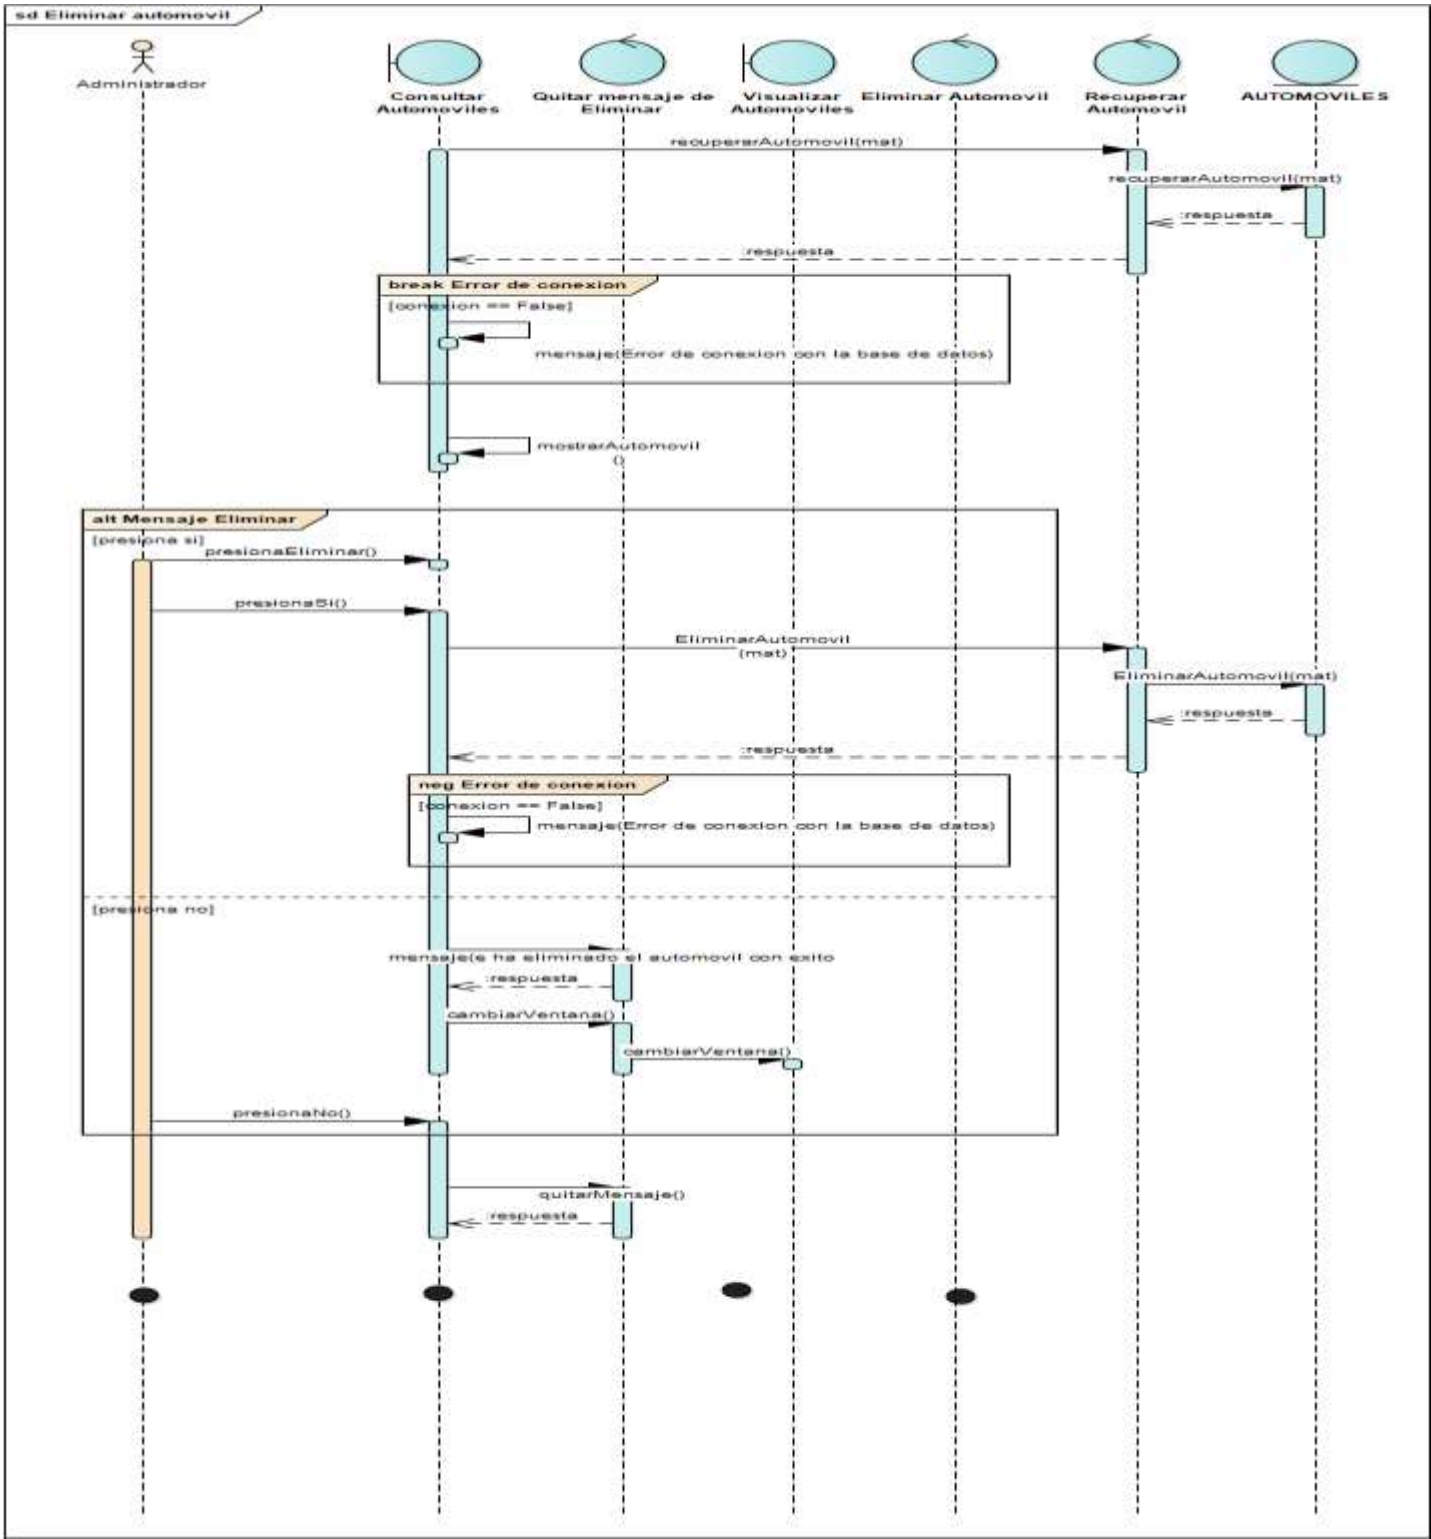 sd Eliminar automovil
Administrador
Consultar
Automoviles
Quitar mensaje de
Eliminar
Visualizar
Automoviles
Eliminar Automovil
Recuperar
Automovil
AUTOMOVILES
recuperarAutomovil(mat)
recuperarAutomovil(mat)
:respuesta
:respuesta
break Error de conexion
[conexion == False]
mensaje(Error de conexion con la base de datos)
mostrarAutomovil
()
alt Mensaje Eliminar
[presiona si]
presionaEliminar()
presionaSi()
EliminarAutomovil
(mat)
EliminarAutomovil(mat)
:respuesta
:respuesta
neg Error de conexion
[conexion == False]
mensaje(Error de conexion con la base de datos)
[presiona no]
mensaje(e ha eliminado el automovil con exito
:respuesta
cambiarVentana()
cambiarVentana()
presionaNo()
quitarMensaje()
:respuesta